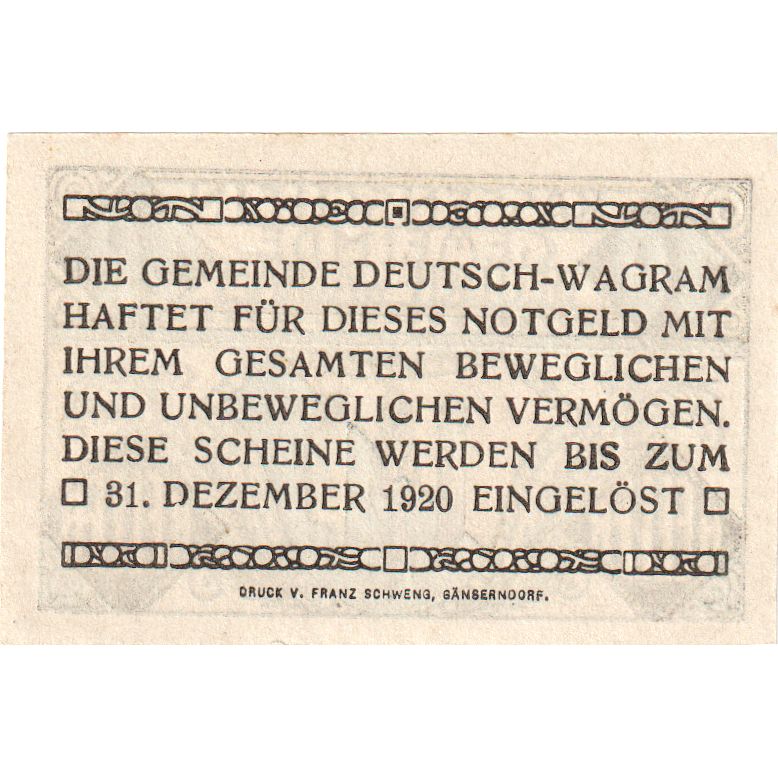 DIE GEMEINDE DEUTSCH-WAGRAM
HAFTET FÜR DIESES NOTGELD MIT
IHREM GESAMTEN BEWEGLICHEN
UND UNBEWEGLICHEN VERMÖGEN.
DIESE SCHEINE WERDEN BIS ZUM
31. DEZEMBER 1920 EINGELÖST
DRUCK V. FRANZ SCHWENG, GÄNSERNDORF.